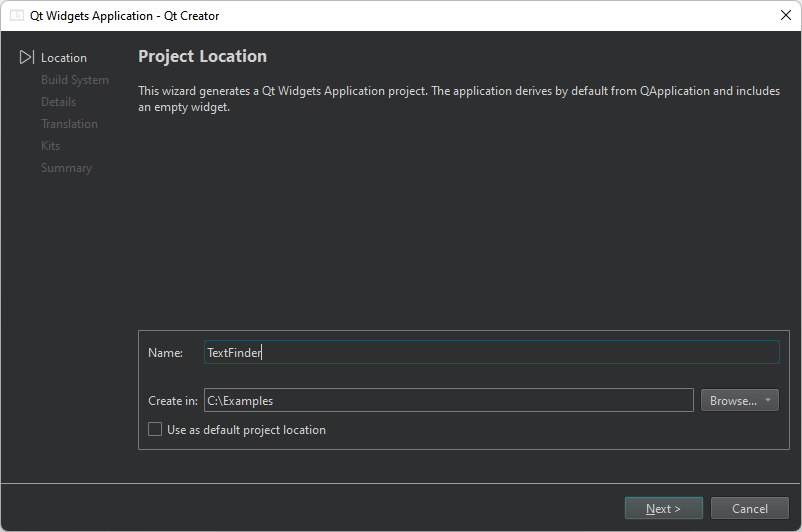 Qt Widgets Application - Qt Creator
Location
Build System
Details
Translation
Kits
Summary
Project Location
This wizard generates a Qt Widgets Application project. The application derives by default from QApplication and includes
an empty widget.
Name: TextFinder
Create in: C:\Examples Browse...
Use as default project location
Next > Cancel